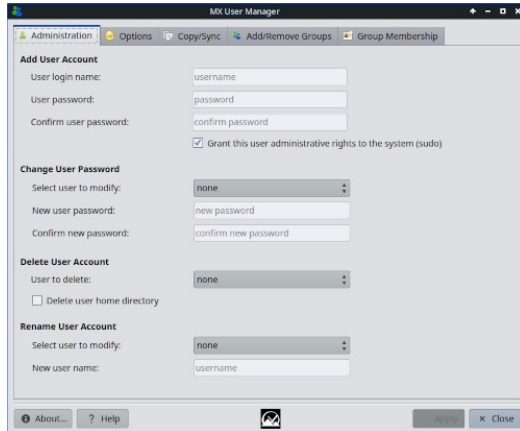 MX User Manager
Administration
Options
Copy/Sync
Add/Remove Groups
Group Membership
Add User Account
User login name: username
User password: password
Confirm user password: confirm password
Grant this user administrative rights to the system (sudo)
Change User Password
Select user to modify: none
New user password: new password
Confirm new password: confirm new password
Delete User Account
User to delete: none
Delete user home directory
Rename User Account
Select user to modify: none
New user name: username
About... ? Help Apply Close